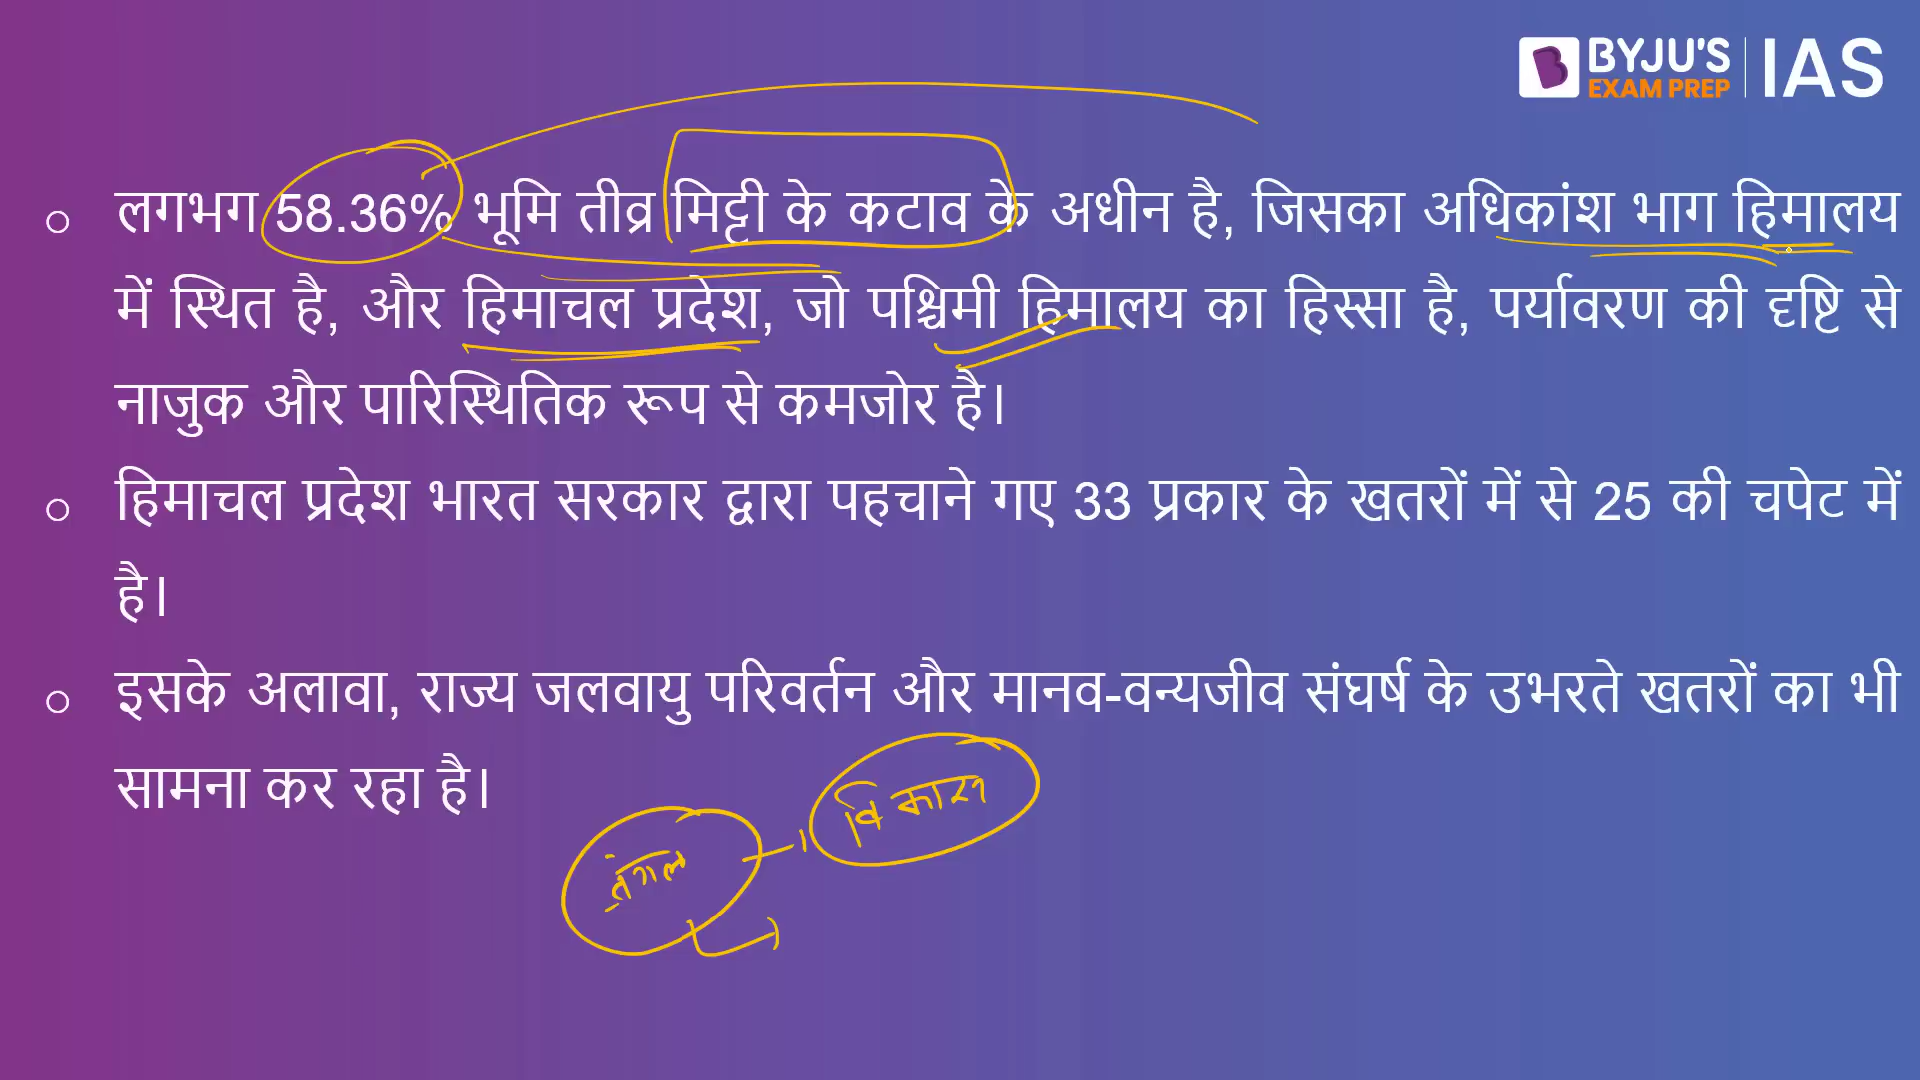 BYJU'S
EXAM PREP
IAS
लगभग 58.36% भूमि तीव्र मिट्टी के कटाव के अधीन है, जिसका अधिकांश भाग हिमालय
में स्थित है, और हिमाचल प्रदेश, जो पश्चिमी हिमालय का हिस्सा है, पर्यावरण की दृष्टि से
नाजुक और पारिस्थितिक रूप से कमजोर है।
हिमाचल प्रदेश भारत सरकार द्वारा पहचाने गए 33 प्रकार के खतरों में से 25 की चपेट में
है।
इसके अलावा, राज्य जलवायु परिवर्तन और मानव-वन्यजीव संघर्ष के उभरते खतरों का भी
सामना कर रहा है।
विकास